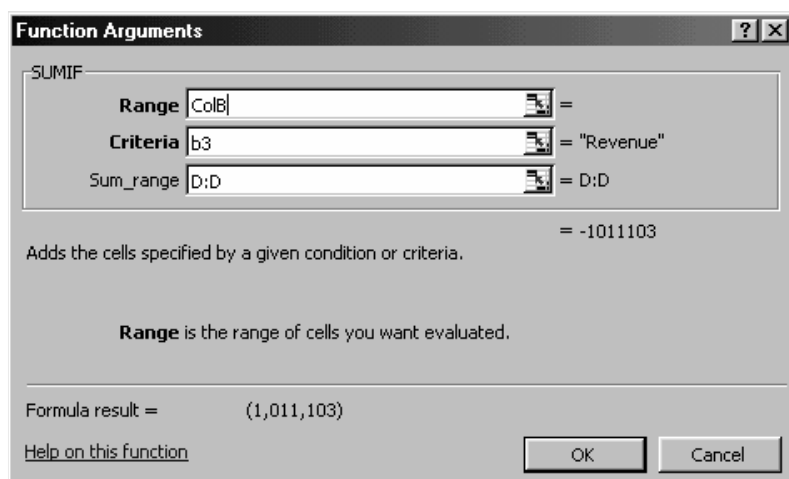 Function Arguments ? X
SUMIF
Range ColB =
Criteria b3 = "Revenue"
Sum_range D:D = D:D
= -1011103
Adds the cells specified by a given condition or criteria.
Range is the range of cells you want evaluated.
Formula result = (1,011,103)
Help on this function OK Cancel